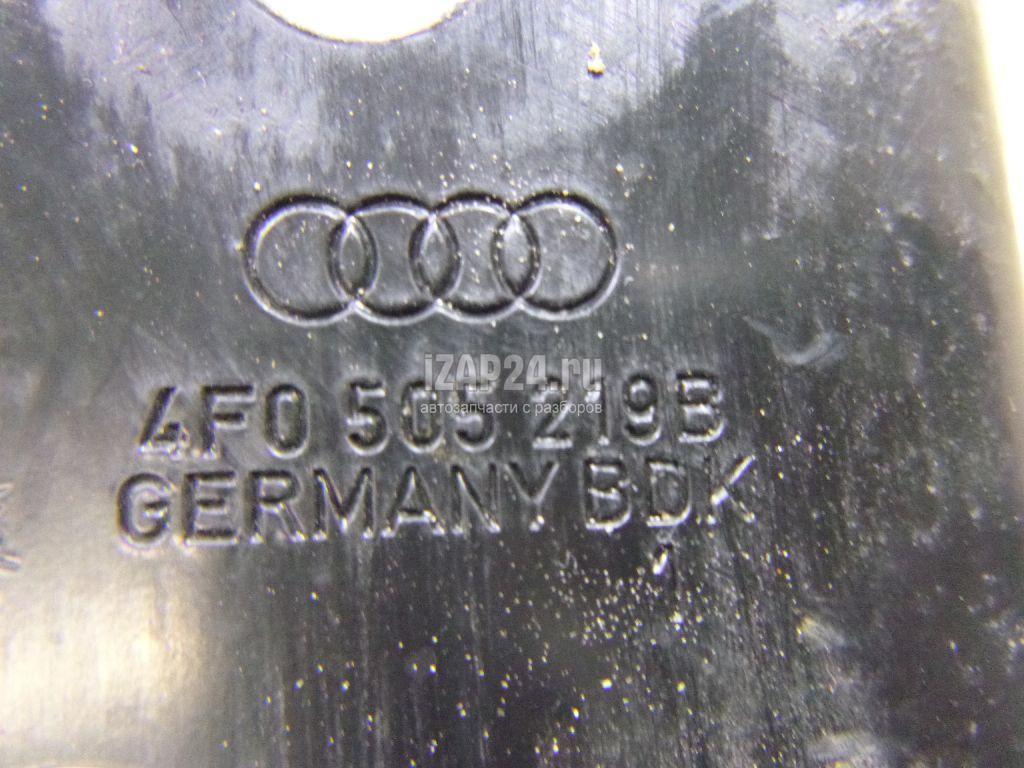 iZAP24.ru
автозапчасти с разборов
4F0 505 219B
GERMANY BDK